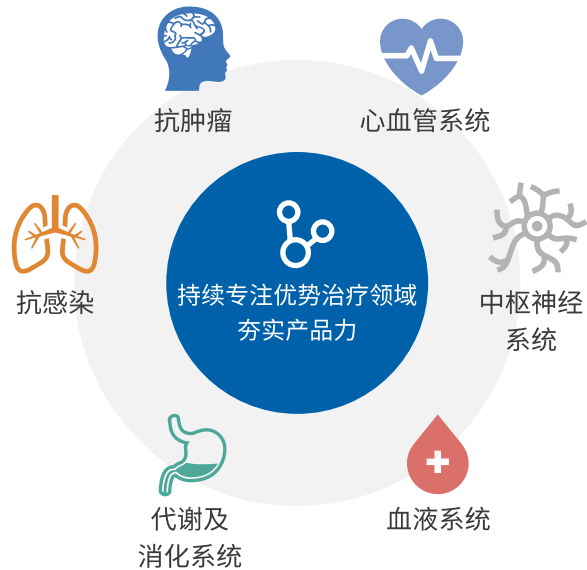 抗肿瘤
心血管系统
抗感染
持续专注优势治疗领域
夯实产品力
中枢神经
系统
代谢及
消化系统
血液系统